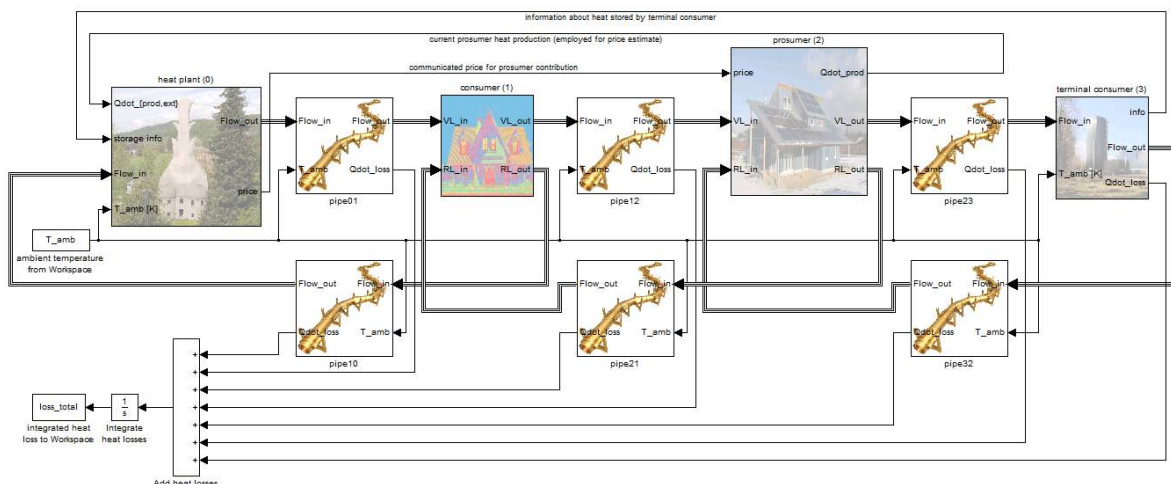 information about heat stored by terminal consumer
current prosumer heat production (employed for price estimate)
prosumer (2)
heat plant (0)
communicated price for prosumer contribution
price
Qdot_prod
consumer (1)
terminal consumer (3)
Qdot_{prod,ext}
Flow_out
Flow_in
Flow_out
VL_in
VL_out
Flow_in
Flow_out
VL_in
VL_out
Flow_in
Flow_out
Flow_in
info
storage info
Flow_out
Flow_in
T_amb
Qdot_loss
RL_in
RL_out
T_amb
Qdot_loss
RL_in
RL_out
T_amb
Qdot_loss
T_amb [K]
Qdot_loss
price
T_amb [K]
pipe01
pipe12
pipe23
T_amb
ambient temperature
from Workspace
Flow_out
Flow_in
Flow_out
Flow_in
Flow_out
Flow_in
Qdot_loss
T_amb
Qdot_loss
T_amb
Qdot_loss
T_amb
pipe10
pipe21
pipe32
+
+
+
+
+
+
+
loss_total
1
s
integrated heat
loss to Workspace
Integrate
heat losses
Add heat losses